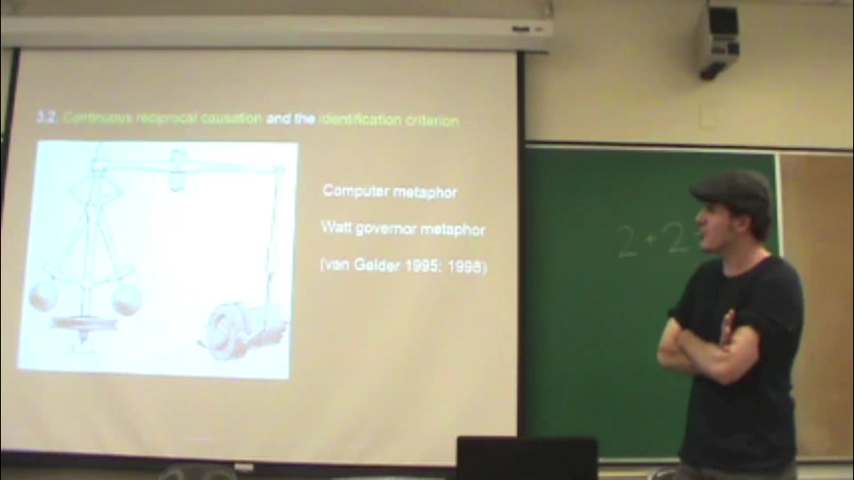 3.2. Continuous reciprocal causation and the identification criterion
Computer metaphor
Watt governor metaphor
(van Gelder 1995; 1998)
2 + 2